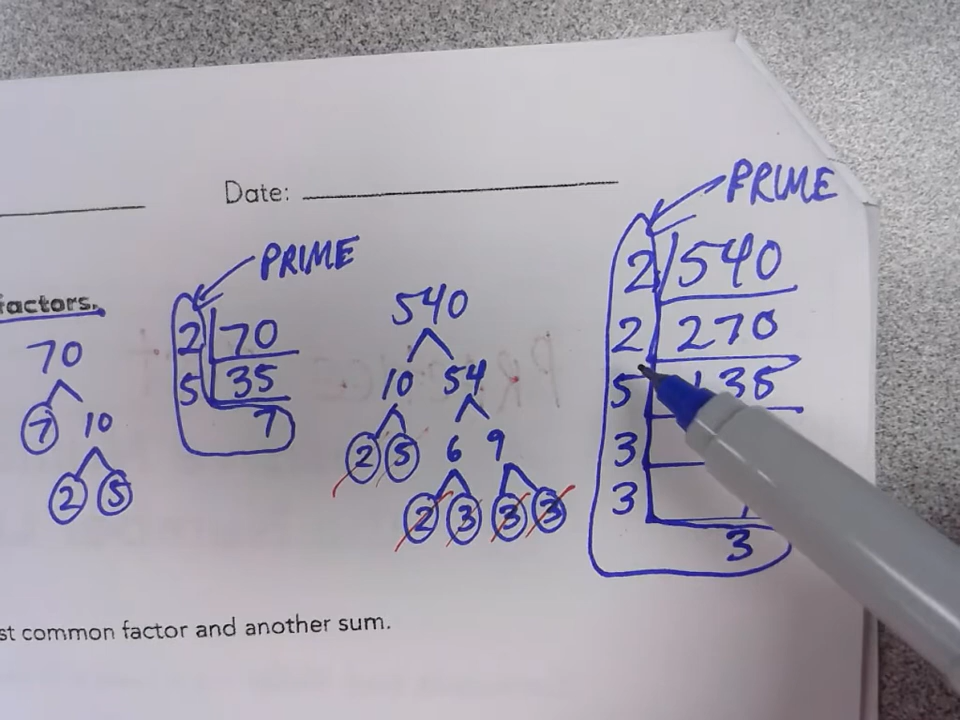 Date:
PRIME
PRIME
factors.
70
7 10
2 5
2 70
5 35
7
540
10 54
2 5 6 9
2 3 3 3
2 540
2 270
5 135
3
3
3
st common factor and another sum.